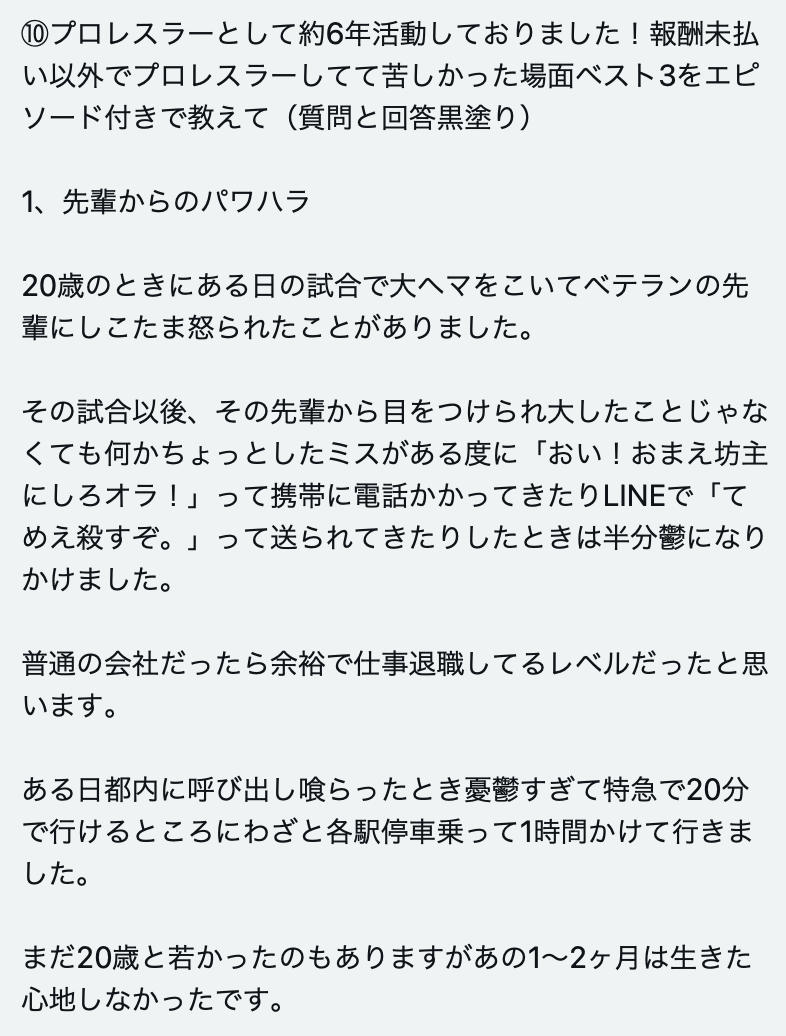 ⑩プロレスラーとして約6年活動しておりました！報酬未払
い以外でプロレスラーしてて苦しかった場面ベスト3をエピ
ソード付きで教えて（質問と回答黒塗り）
1、先輩からのパワハラ
20歳のときにある日の試合で大ヘマをこいてベテランの先
輩にしこたま怒られたことがありました。
その試合以後、その先輩から目をつけられ大したことじゃな
くても何かちょっとしたミスがある度に「おい！おまえ坊主
にしろオラ！」って携帯に電話かかってきたりLINEで「て
めえ殺すぞ。」って送られてきたりしたときは半分鬱になり
かけました。
普通の会社だったら余裕で仕事退職してるレベルだったと思
います。
ある日都内に呼び出し喰らったとき憂鬱すぎて特急で20分
で行けるところにわざと各駅停車乗って1時間かけて行きま
した。
まだ20歳と若かったのもありますがあの1〜2ヶ月は生きた
心地しなかったです。